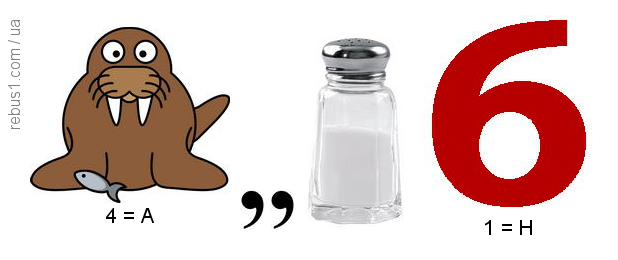 rebus1.com / ua
4 = А
,,
6
1 = Н